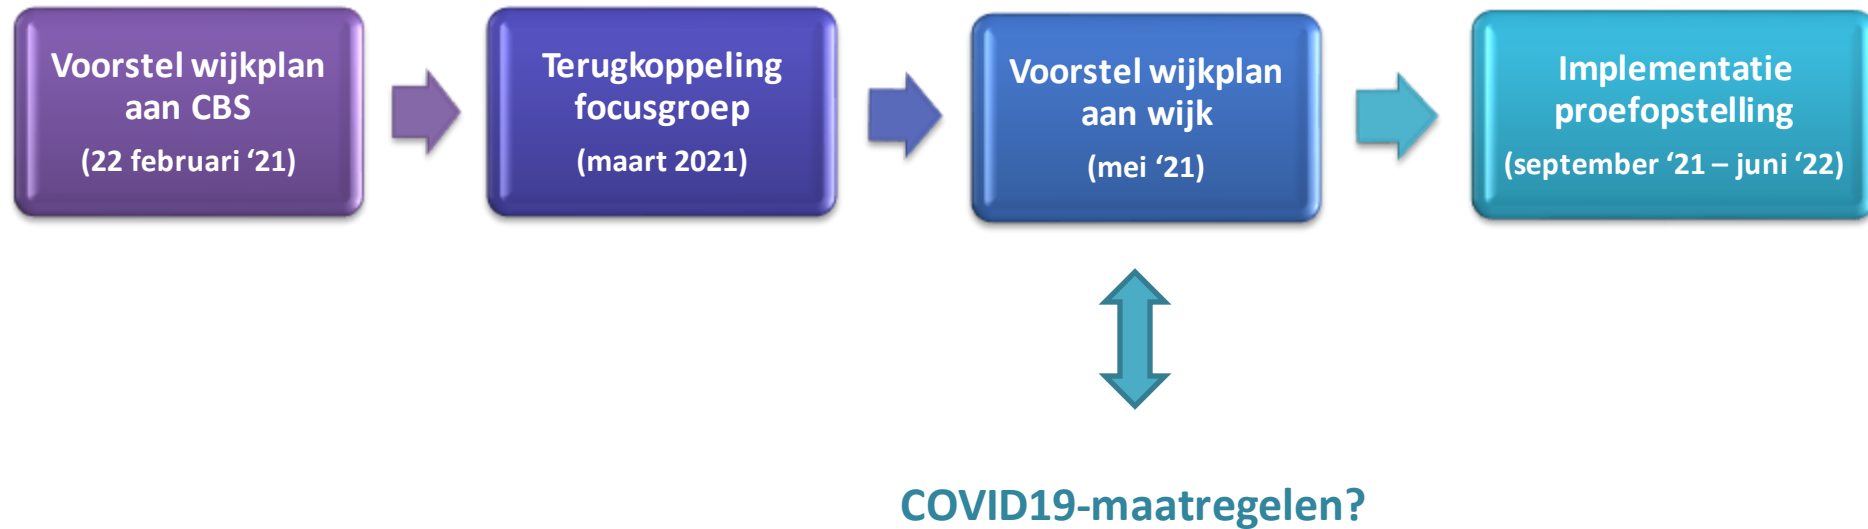 Voorstel wijkplan
aan CBS
(22 februari ‘21)
Terugkoppeling
focusgroep
(maart 2021)
Voorstel wijkplan
aan wijk
(mei ‘21)
Implementatie
proefopstelling
(september ‘21 – juni ‘22)
COVID19-maatregelen?